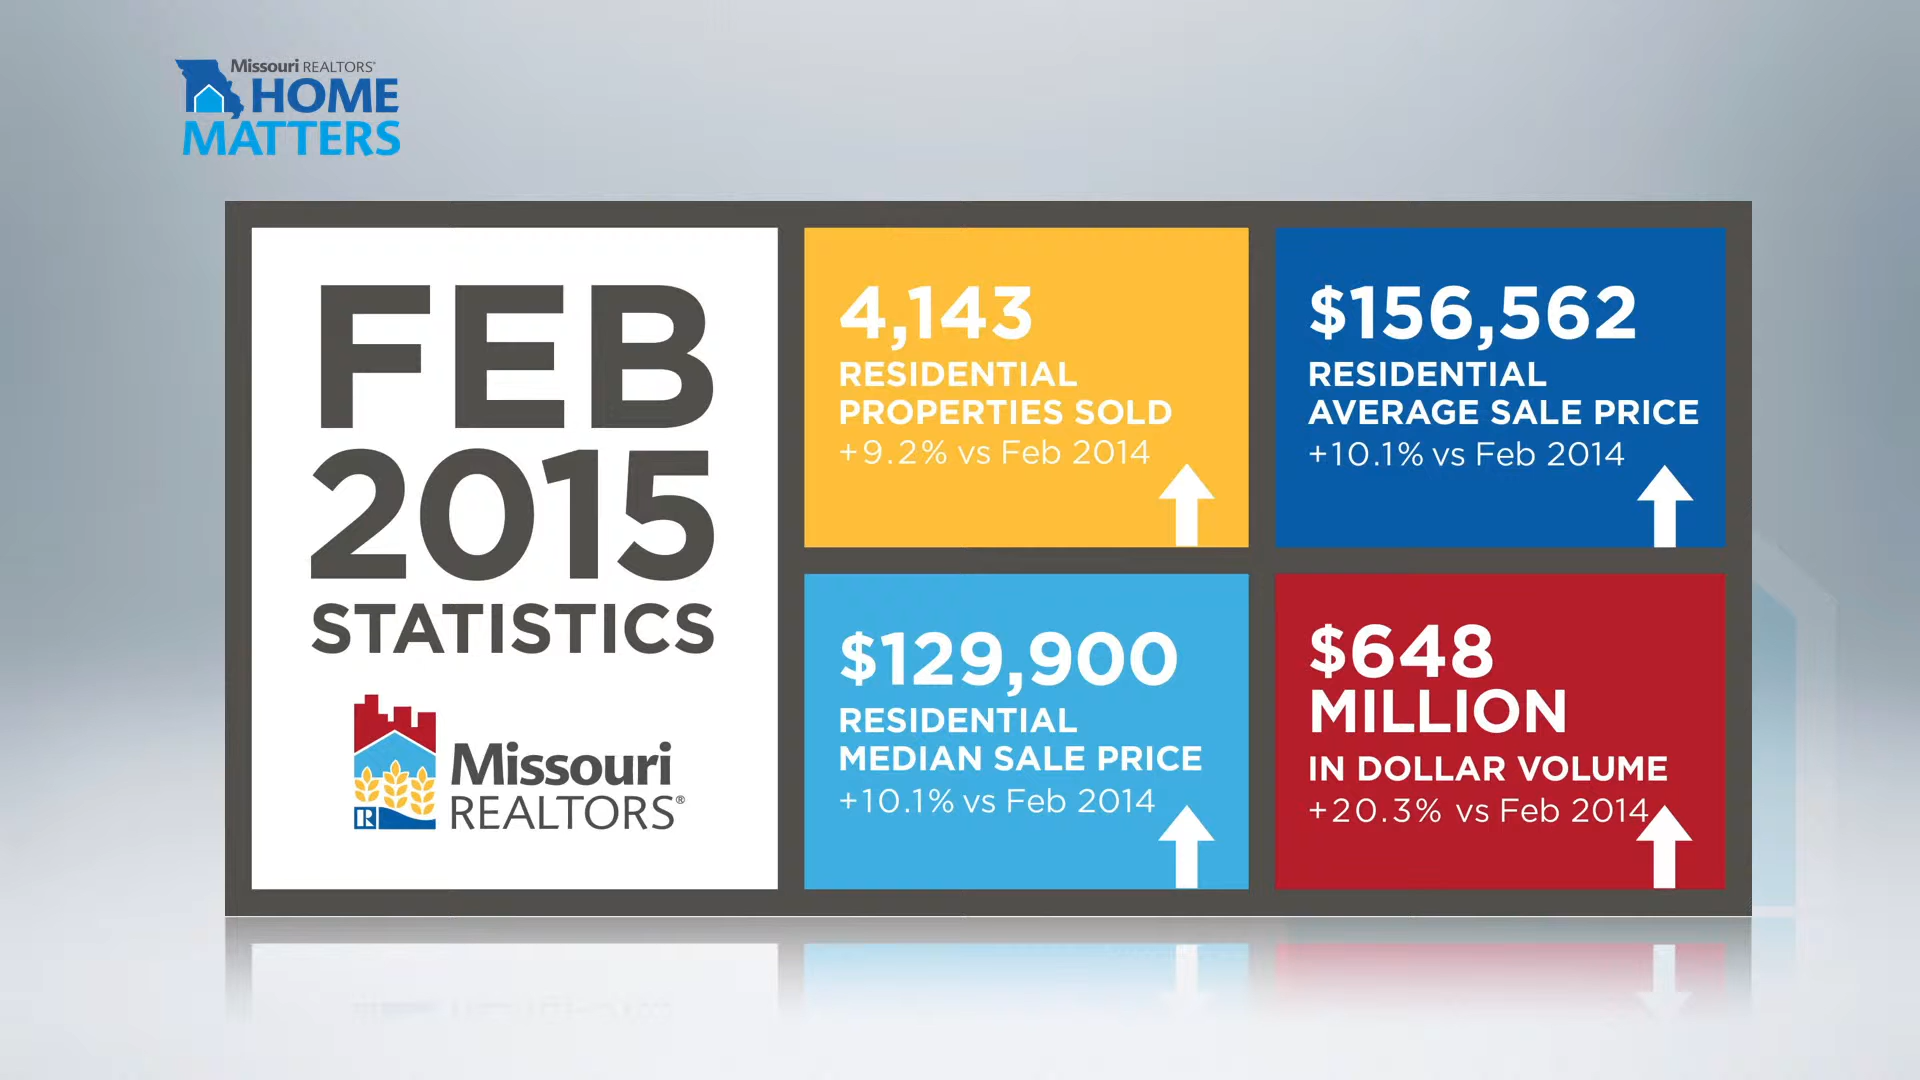 Missouri REALTORS®
HOME
MATTERS
FEB
2015
STATISTICS
Missouri
REALTORS®
4,143
RESIDENTIAL
PROPERTIES SOLD
+9.2% vs Feb 2014
$156,562
RESIDENTIAL
AVERAGE SALE PRICE
+10.1% vs Feb 2014
$129,900
RESIDENTIAL
MEDIAN SALE PRICE
+10.1% vs Feb 2014
$648
MILLION
IN DOLLAR VOLUME
+20.3% vs Feb 2014